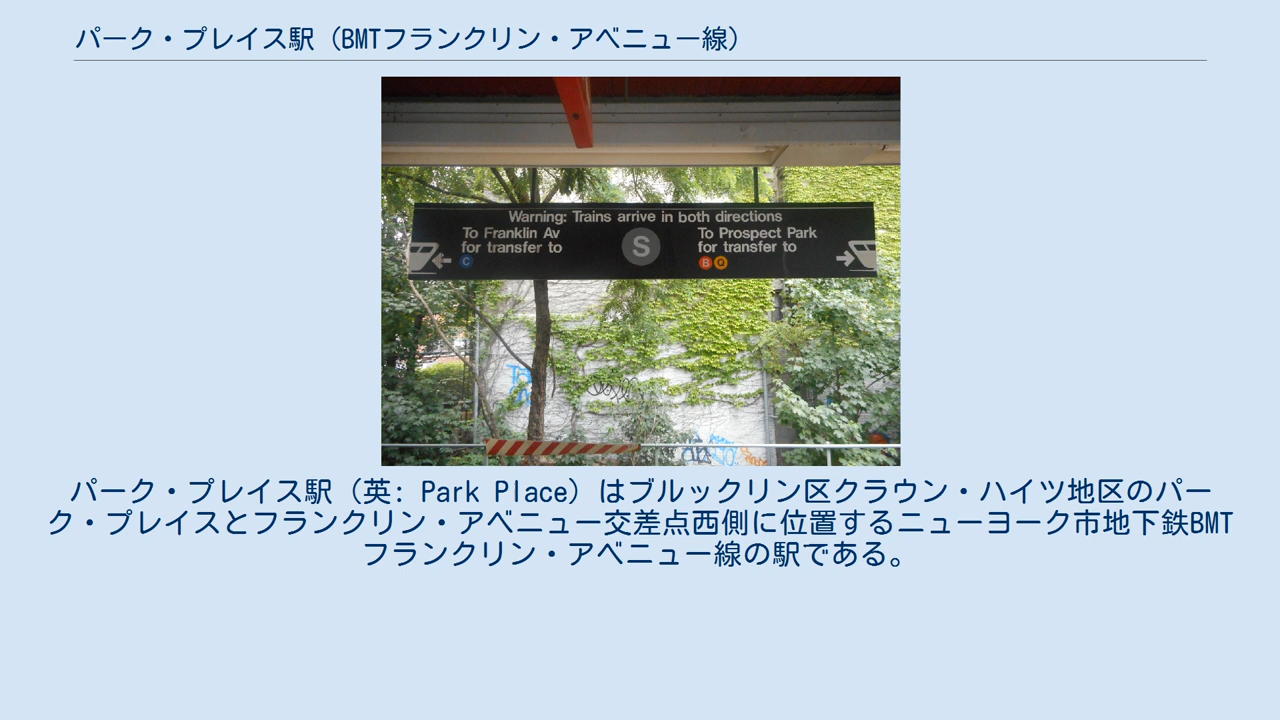 パーク・プレイス駅（BMTフランクリン・アベニュー線）
Warning: Trains arrive in both directions
To Franklin Av
for transfer to
C
S
To Prospect Park
for transfer to
B Q
パーク・プレイス駅（英: Park Place）はブルックリン区クラウン・ハイツ地区のパー
ク・プレイスとフランクリン・アベニュー交差点西側に位置するニューヨーク市地下鉄BMT
フランクリン・アベニュー線の駅である。